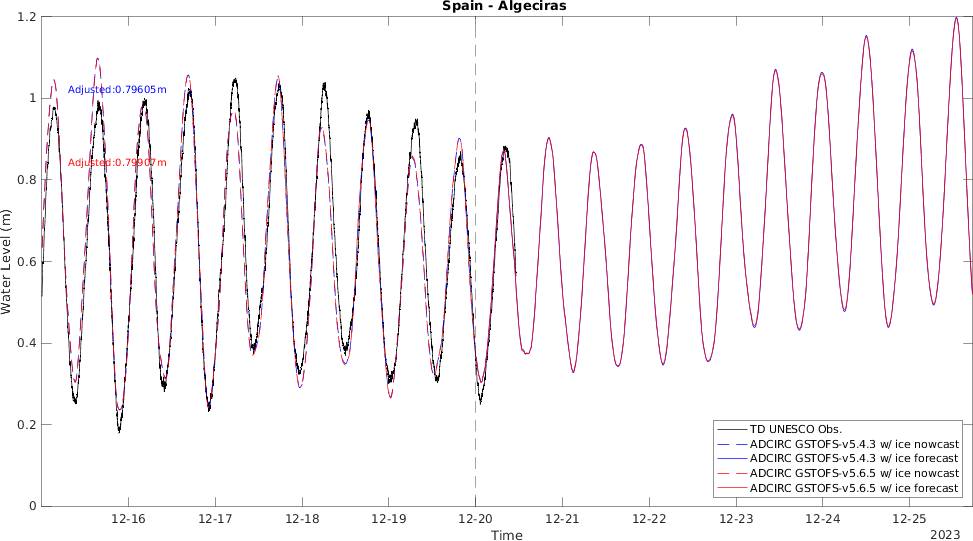 Spain - Algeciras
1.2
1
0.8
0.6
0.4
0.2
0
Water Level (m)
Adjusted:0.79605m
Adjusted:0.79907m
TD UNESCO Obs.
ADCIRC GSTOFS-v5.4.3 w/ ice nowcast
ADCIRC GSTOFS-v5.4.3 w/ ice forecast
ADCIRC GSTOFS-v5.6.5 w/ ice nowcast
ADCIRC GSTOFS-v5.6.5 w/ ice forecast
12-16 12-17 12-18 12-19 12-20 12-21 12-22 12-23 12-24 12-25
Time
2023